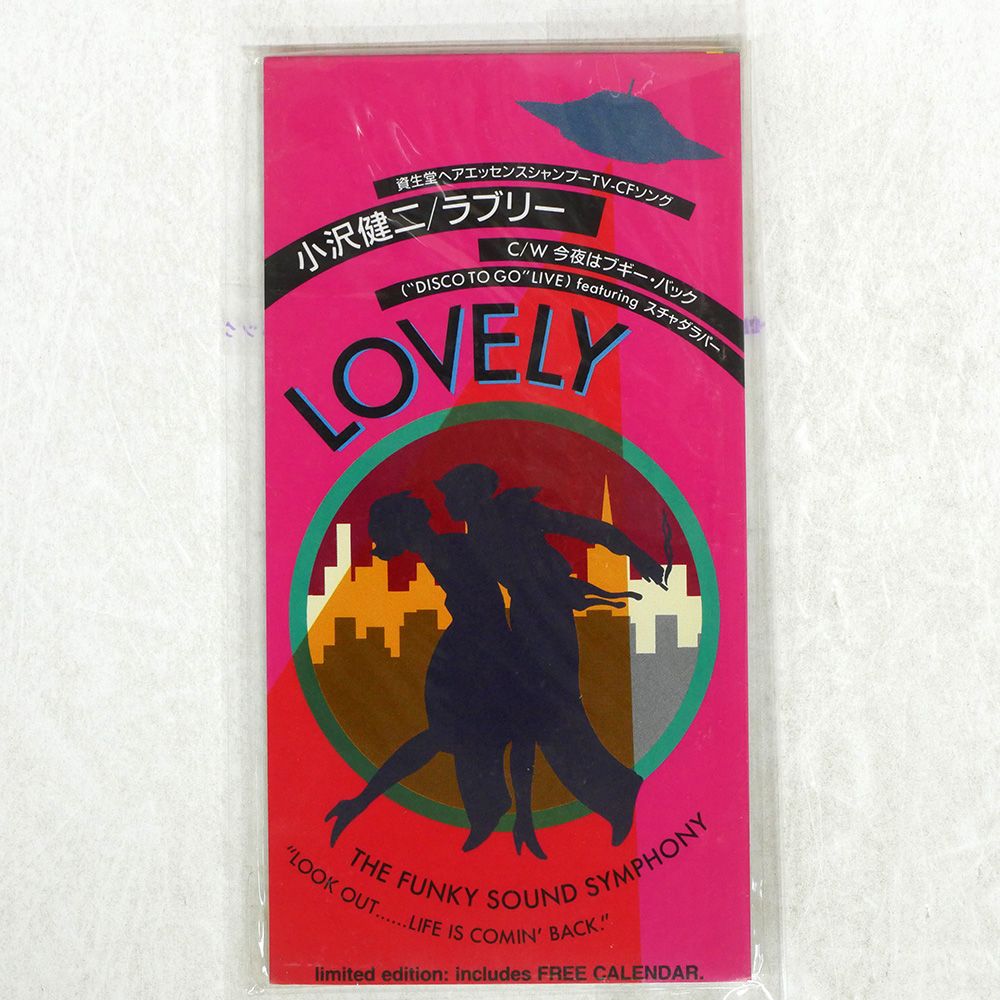 資生堂ヘアエッセンスシャンプーTV-CFソング
小沢健二/ラブリー
C/W 今夜はブギー・バック
("DISCO TO GO" LIVE) featuring スチャダラパー
LOVELY
THE FUNKY SOUND SYMPHONY
"LOOK OUT......LIFE IS COMIN' BACK."
limited edition: includes FREE CALENDAR.